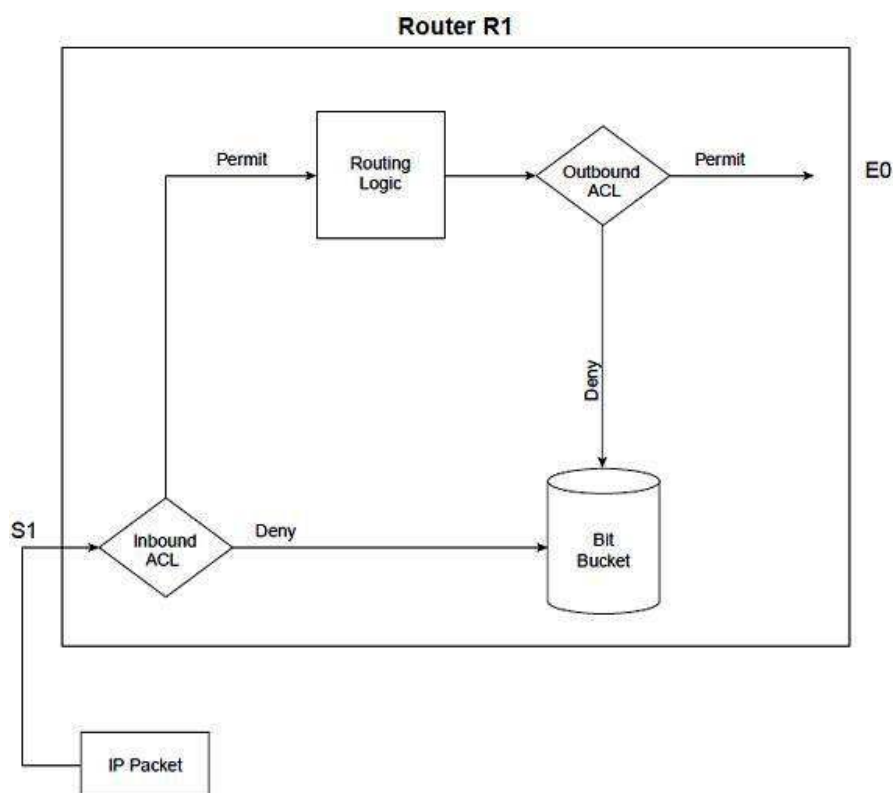 Router R1
Permit
Routing
Logic
Outbound
ACL
Permit
E0
Deny
S1
Inbound
ACL
Deny
Bit
Bucket
IP Packet